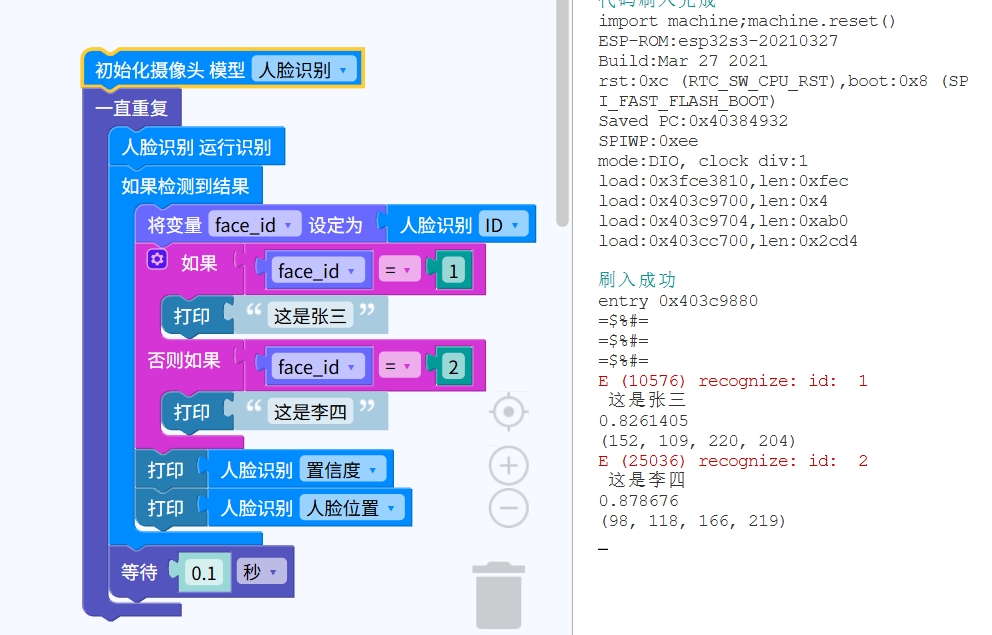 初始化摄像头 模型 人脸识别
一直重复
人脸识别 运行识别
如果检测到结果
将变量 face_id 设定为 人脸识别 ID
如果 face_id = 1
打印 “ 这是张三 ”
否则如果 face_id = 2
打印 “ 这是李四 ”
打印 人脸识别 置信度
打印 人脸识别 人脸位置
等待 0.1 秒
代码刷入完成
import machine;machine.reset()
ESP-ROM:esp32s3-20210327
Build:Mar 27 2021
rst:0xc (RTC_SW_CPU_RST),boot:0x8 (SP
I_FAST_FLASH_BOOT)
Saved PC:0x40384932
SPIWP:0xee
mode:DIO, clock div:1
load:0x3fce3810,len:0xfec
load:0x403c9700,len:0x4
load:0x403c9704,len:0xab0
load:0x403cc700,len:0x2cd4
刷入成功
entry 0x403c9880
=$%#=
=$%#=
=$%#=
E (10576) recognize: id:  1
这是张三
0.8261405
(152, 109, 220, 204)
E (25036) recognize: id:  2
这是李四
0.878676
(98, 118, 166, 219)